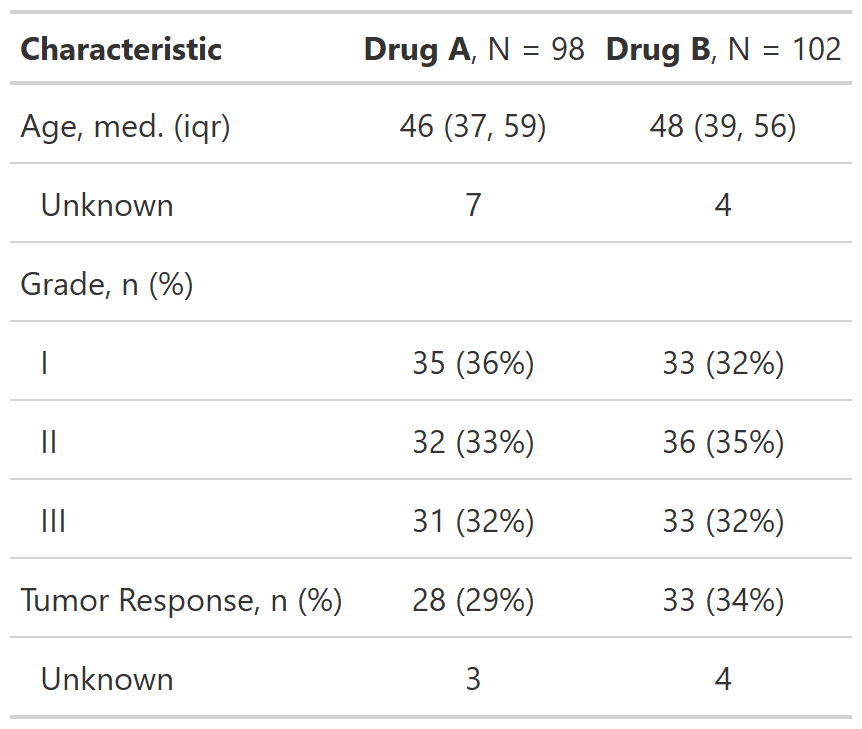 Characteristic Drug A, N = 98 Drug B, N = 102
Age, med. (iqr) 46 (37, 59) 48 (39, 56)
Unknown 7 4
Grade, n (%)
I 35 (36%) 33 (32%)
II 32 (33%) 36 (35%)
III 31 (32%) 33 (32%)
Tumor Response, n (%) 28 (29%) 33 (34%)
Unknown 3 4